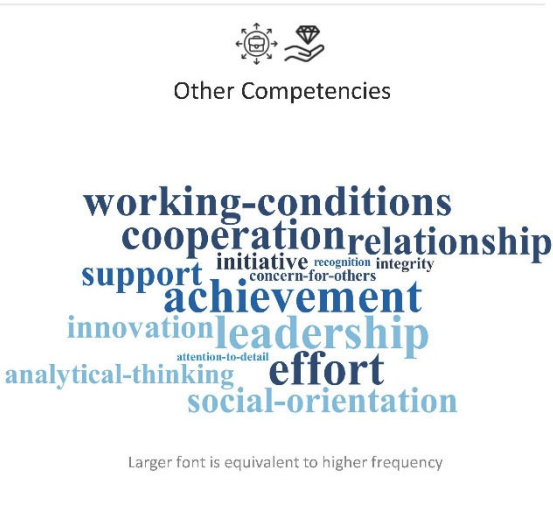 Other Competencies
working-conditions
cooperation relationship
initiative recognition integrity
support concern-for-others
achievement
innovation leadership
attention-to-detail
analytical-thinking effort
social-orientation
Larger font is equivalent to higher frequency